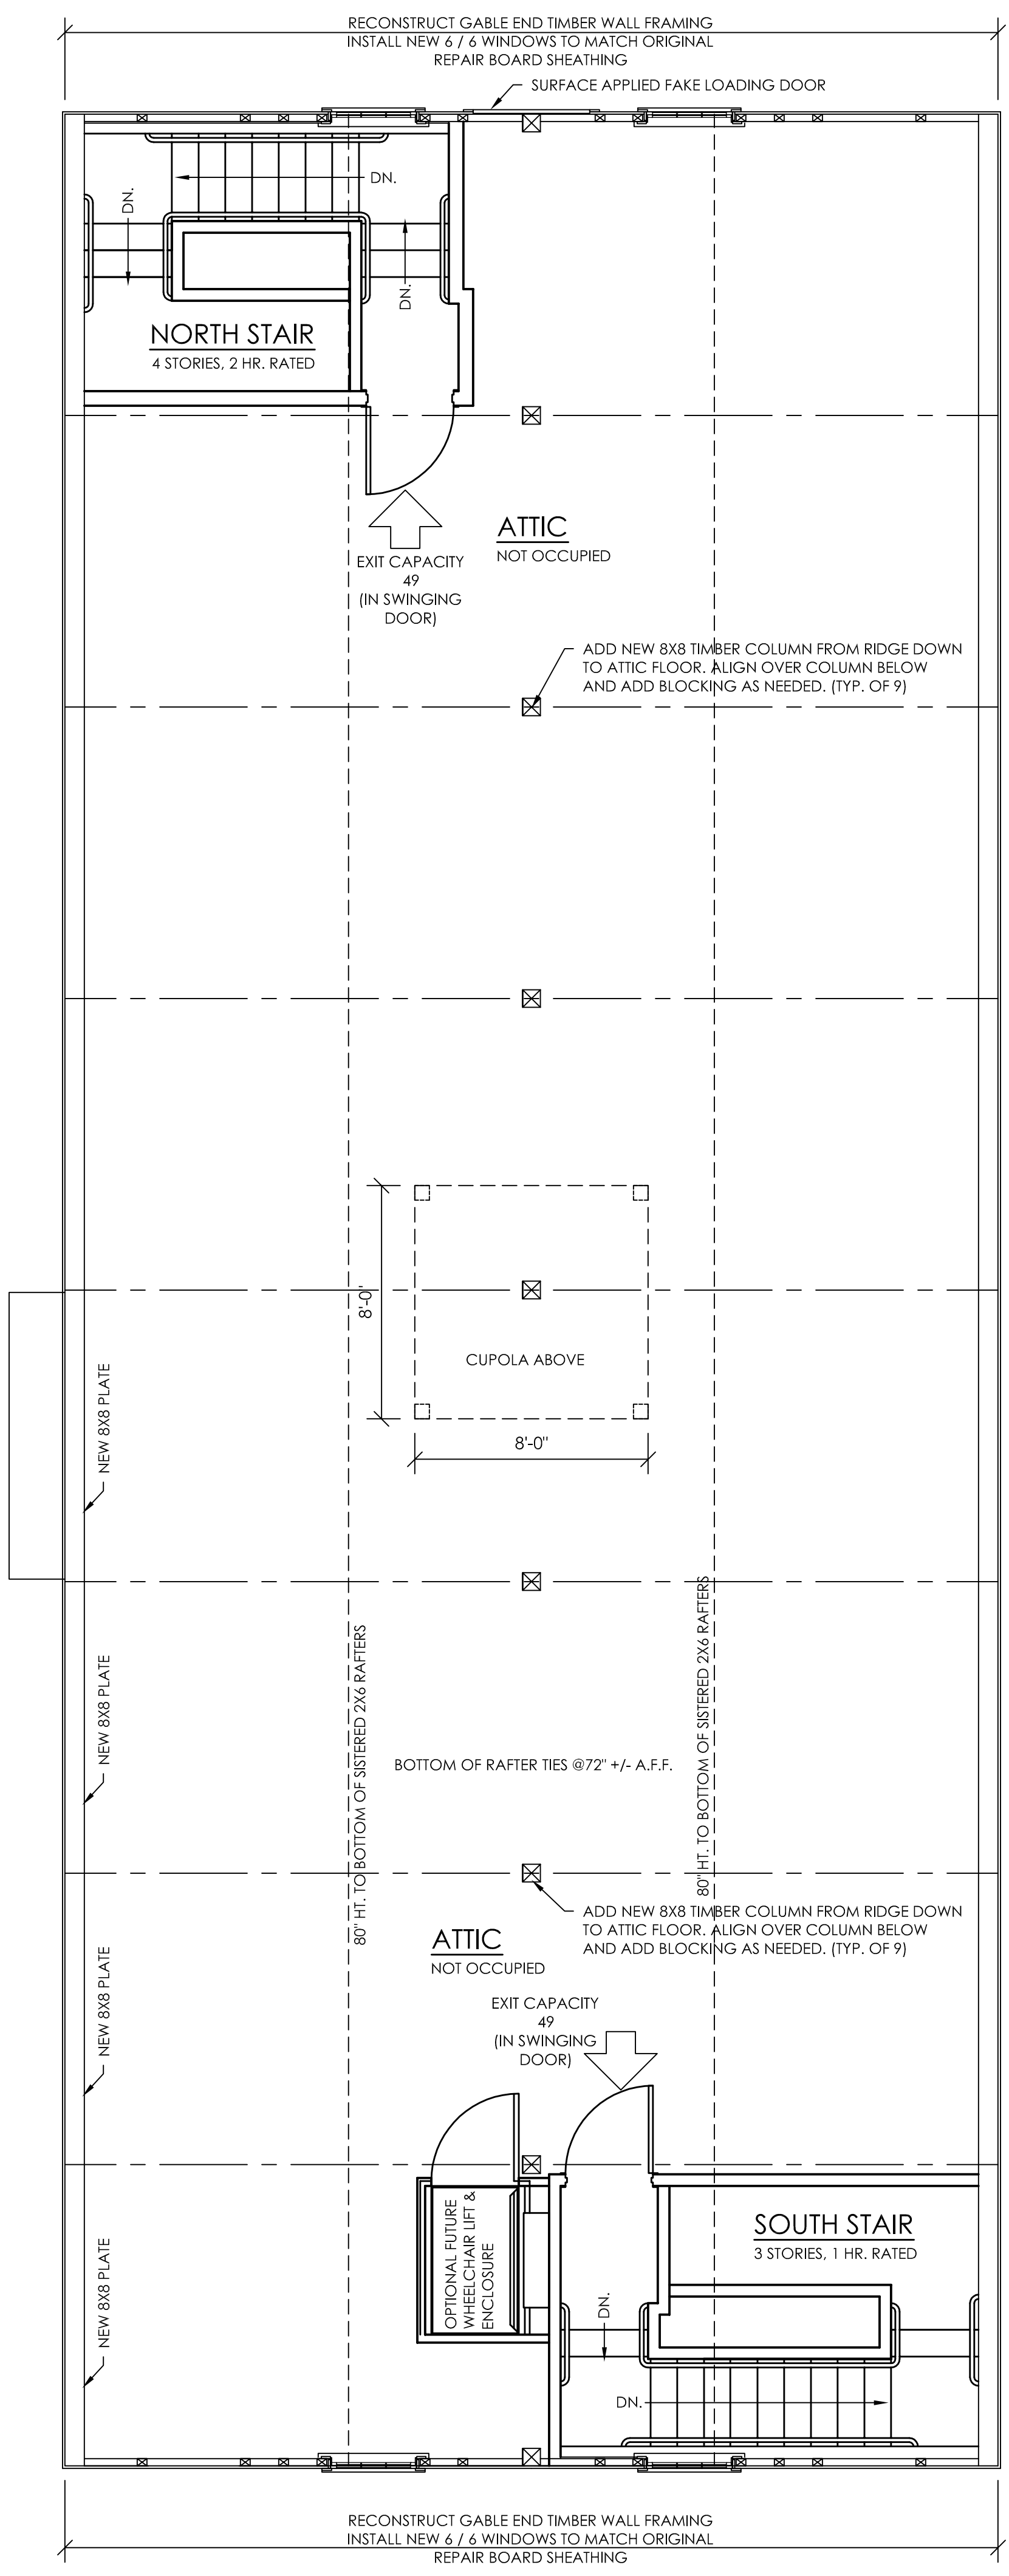 RECONSTRUCT GABLE END TIMBER WALL FRAMING
INSTALL NEW 6 / 6 WINDOWS TO MATCH ORIGINAL
REPAIR BOARD SHEATHING
SURFACE APPLIED FAKE LOADING DOOR
DN.
DN.
DN.
NORTH STAIR
4 STORIES, 2 HR. RATED
ATTIC
NOT OCCUPIED
EXIT CAPACITY
49
(IN SWINGING
DOOR)
ADD NEW 8X8 TIMBER COLUMN FROM RIDGE DOWN
TO ATTIC FLOOR. ALIGN OVER COLUMN BELOW
AND ADD BLOCKING AS NEEDED. (TYP. OF 9)
8'-0"
CUPOLA ABOVE
8'-0"
NEW 8X8 PLATE
80" HT. TO BOTTOM OF SISTERED 2X6 RAFTERS
80" HT. TO BOTTOM OF SISTERED 2X6 RAFTERS
NEW 8X8 PLATE
BOTTOM OF RAFTER TIES @72" +/- A.F.F.
ADD NEW 8X8 TIMBER COLUMN FROM RIDGE DOWN
TO ATTIC FLOOR. ALIGN OVER COLUMN BELOW
AND ADD BLOCKING AS NEEDED. (TYP. OF 9)
ATTIC
NOT OCCUPIED
NEW 8X8 PLATE
EXIT CAPACITY
49
(IN SWINGING
DOOR)
OPTIONAL FUTURE
WHEELCHAIR LIFT &
ENCLOSURE
SOUTH STAIR
3 STORIES, 1 HR. RATED
NEW 8X8 PLATE
DN.
DN.
RECONSTRUCT GABLE END TIMBER WALL FRAMING
INSTALL NEW 6 / 6 WINDOWS TO MATCH ORIGINAL
REPAIR BOARD SHEATHING